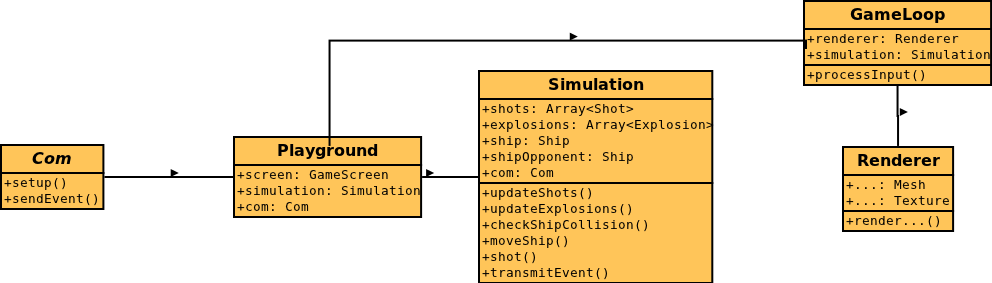 GameLoop
+renderer: Renderer
+simulation: Simulation
+processInput()
Simulation
+shots: Array<Shot>
+explosions: Array<Explosion>
+ship: Ship
+shipOpponent: Ship
+com: Com
+updateShots()
+updateExplosions()
+checkShipCollision()
+moveShip()
+shot()
+transmitEvent()
Com
+setup()
+sendEvent()
Playground
+screen: GameScreen
+simulation: Simulation
+com: Com
Renderer
+...: Mesh
+...: Texture
+render...()